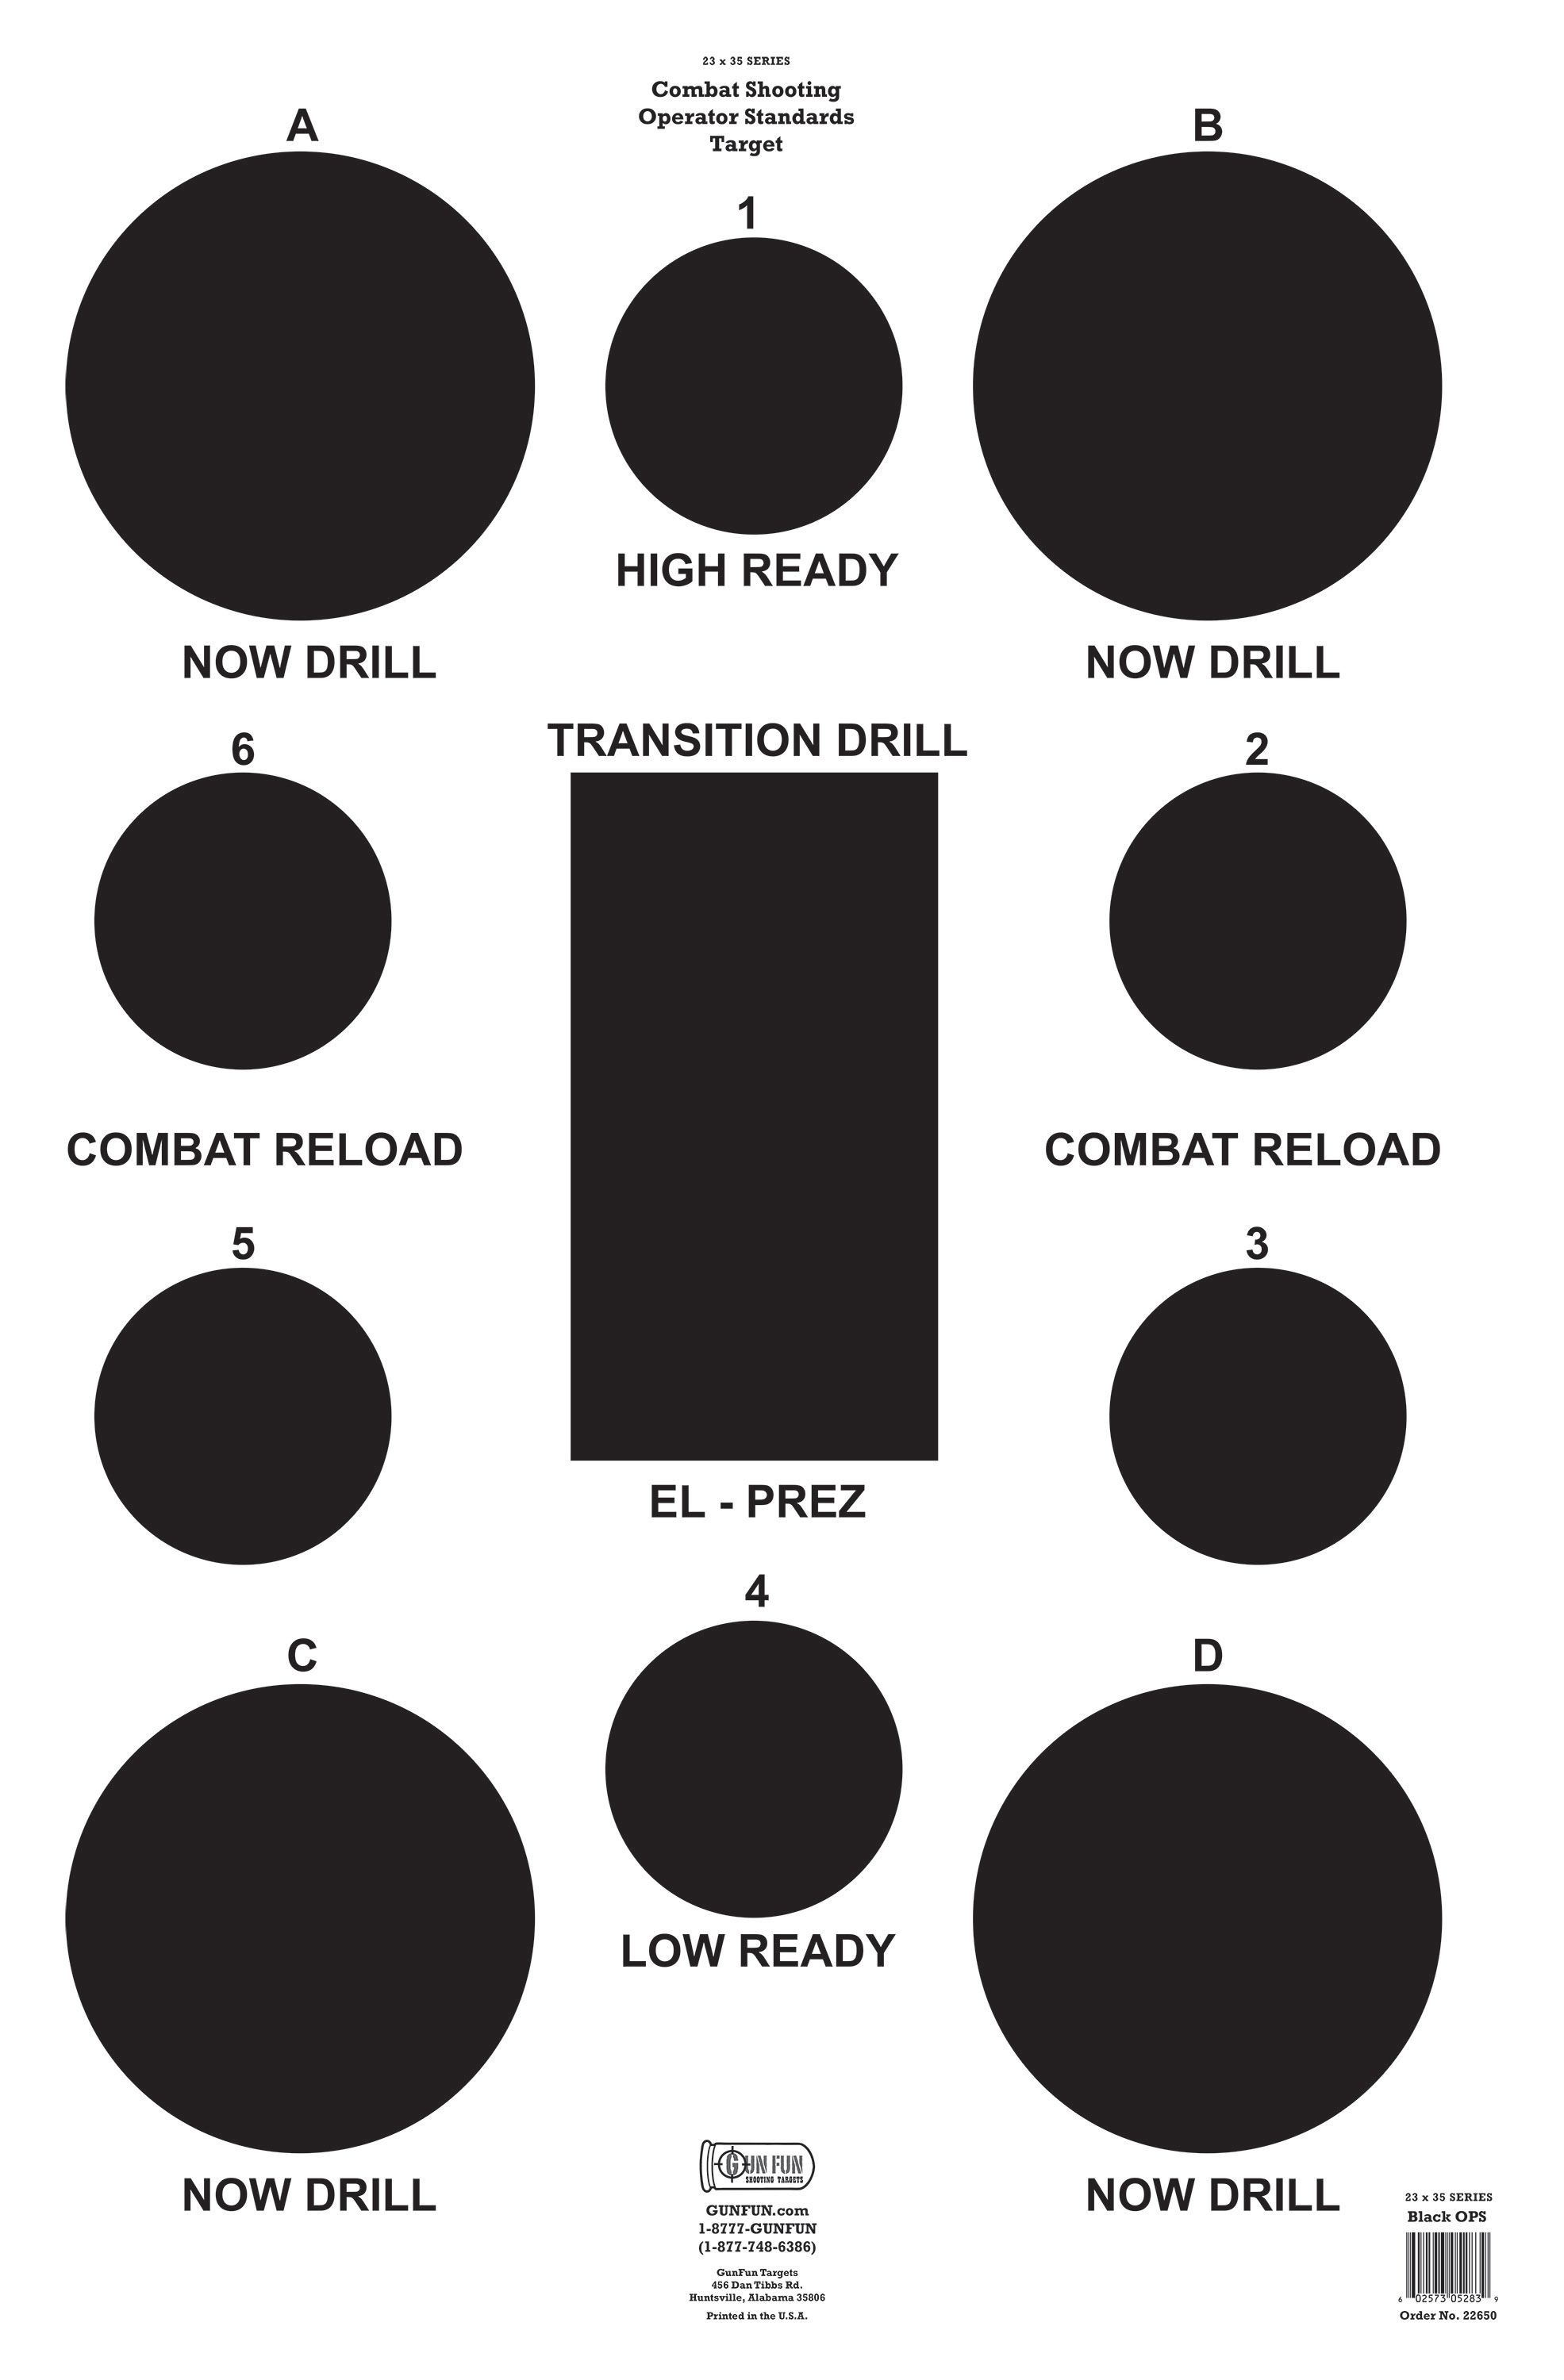 23 x 35 SERIES
Combat Shooting
Operator Standards
Target
A
B
1
HIGH READY
NOW DRILL
NOW DRILL
TRANSITION DRILL
6
2
COMBAT RELOAD
COMBAT RELOAD
5
3
EL - PREZ
4
C
D
LOW READY
NOW DRILL
NOW DRILL
GUN FUN
SHOOTING TARGETS
GUNFUN.com
1-8777-GUNFUN
(1-877-748-6386)
GunFun Targets
456 Dan Tibbs Rd.
Huntsville, Alabama 35806
Printed in the U.S.A.
23 x 35 SERIES
Black OPS
6 02573 05283 9
Order No. 22650